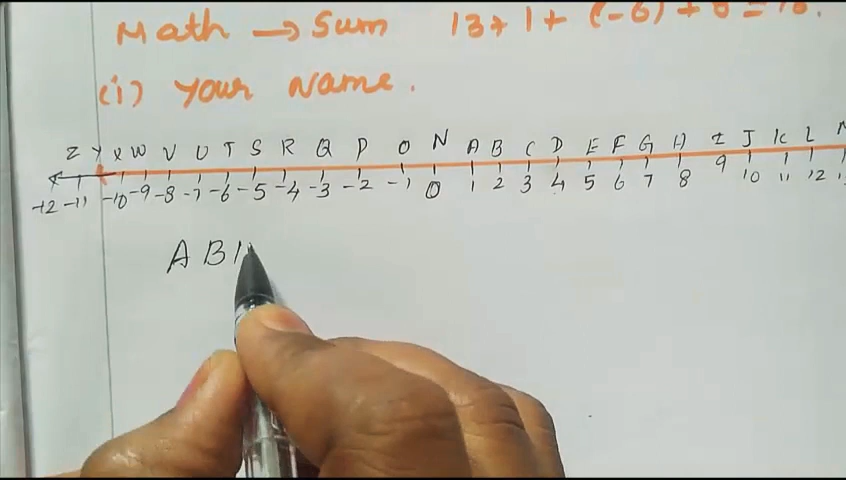 Math → Sum 13+1+(-6)+8=16.
(i) Your Name.
Z Y X W V U T S R Q P O N A B C D E F G H I J K L M
-12 -11 -10 -9 -8 -7 -6 -5 -4 -3 -2 -1 0 1 2 3 4 5 6 7 8 9 10 11 12
A B